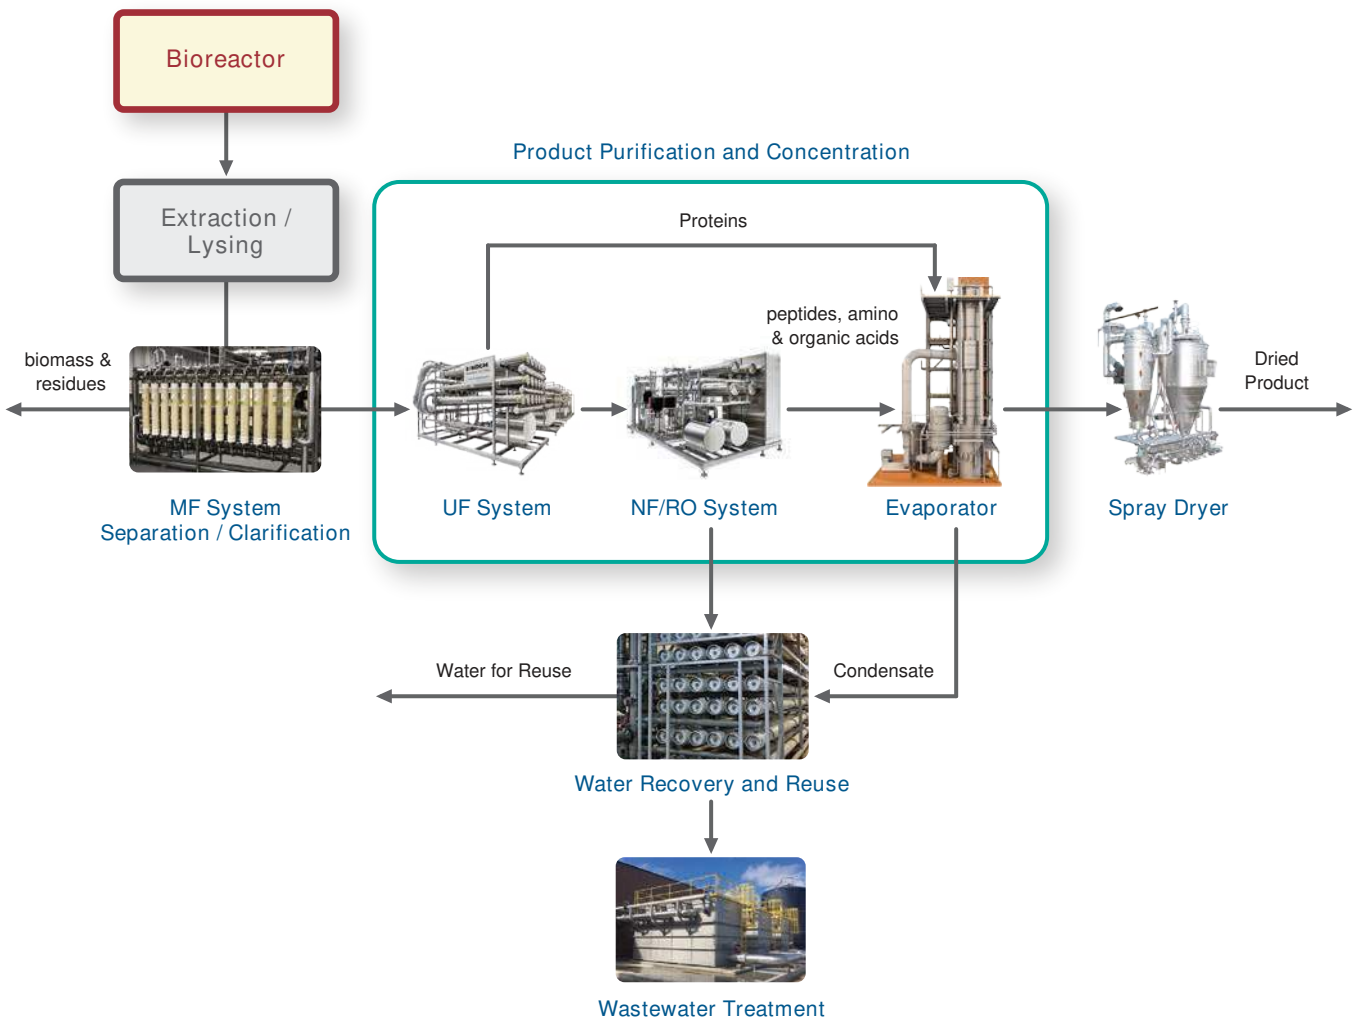 Bioreactor
Product Purification and Concentration
Extraction /
Lysing
Proteins
peptides, amino
& organic acids
biomass &
residues
Dried
Product
MF System
Separation / Clarification
UF System
NF/RO System
Evaporator
Spray Dryer
Water for Reuse
Condensate
Water Recovery and Reuse
Wastewater Treatment